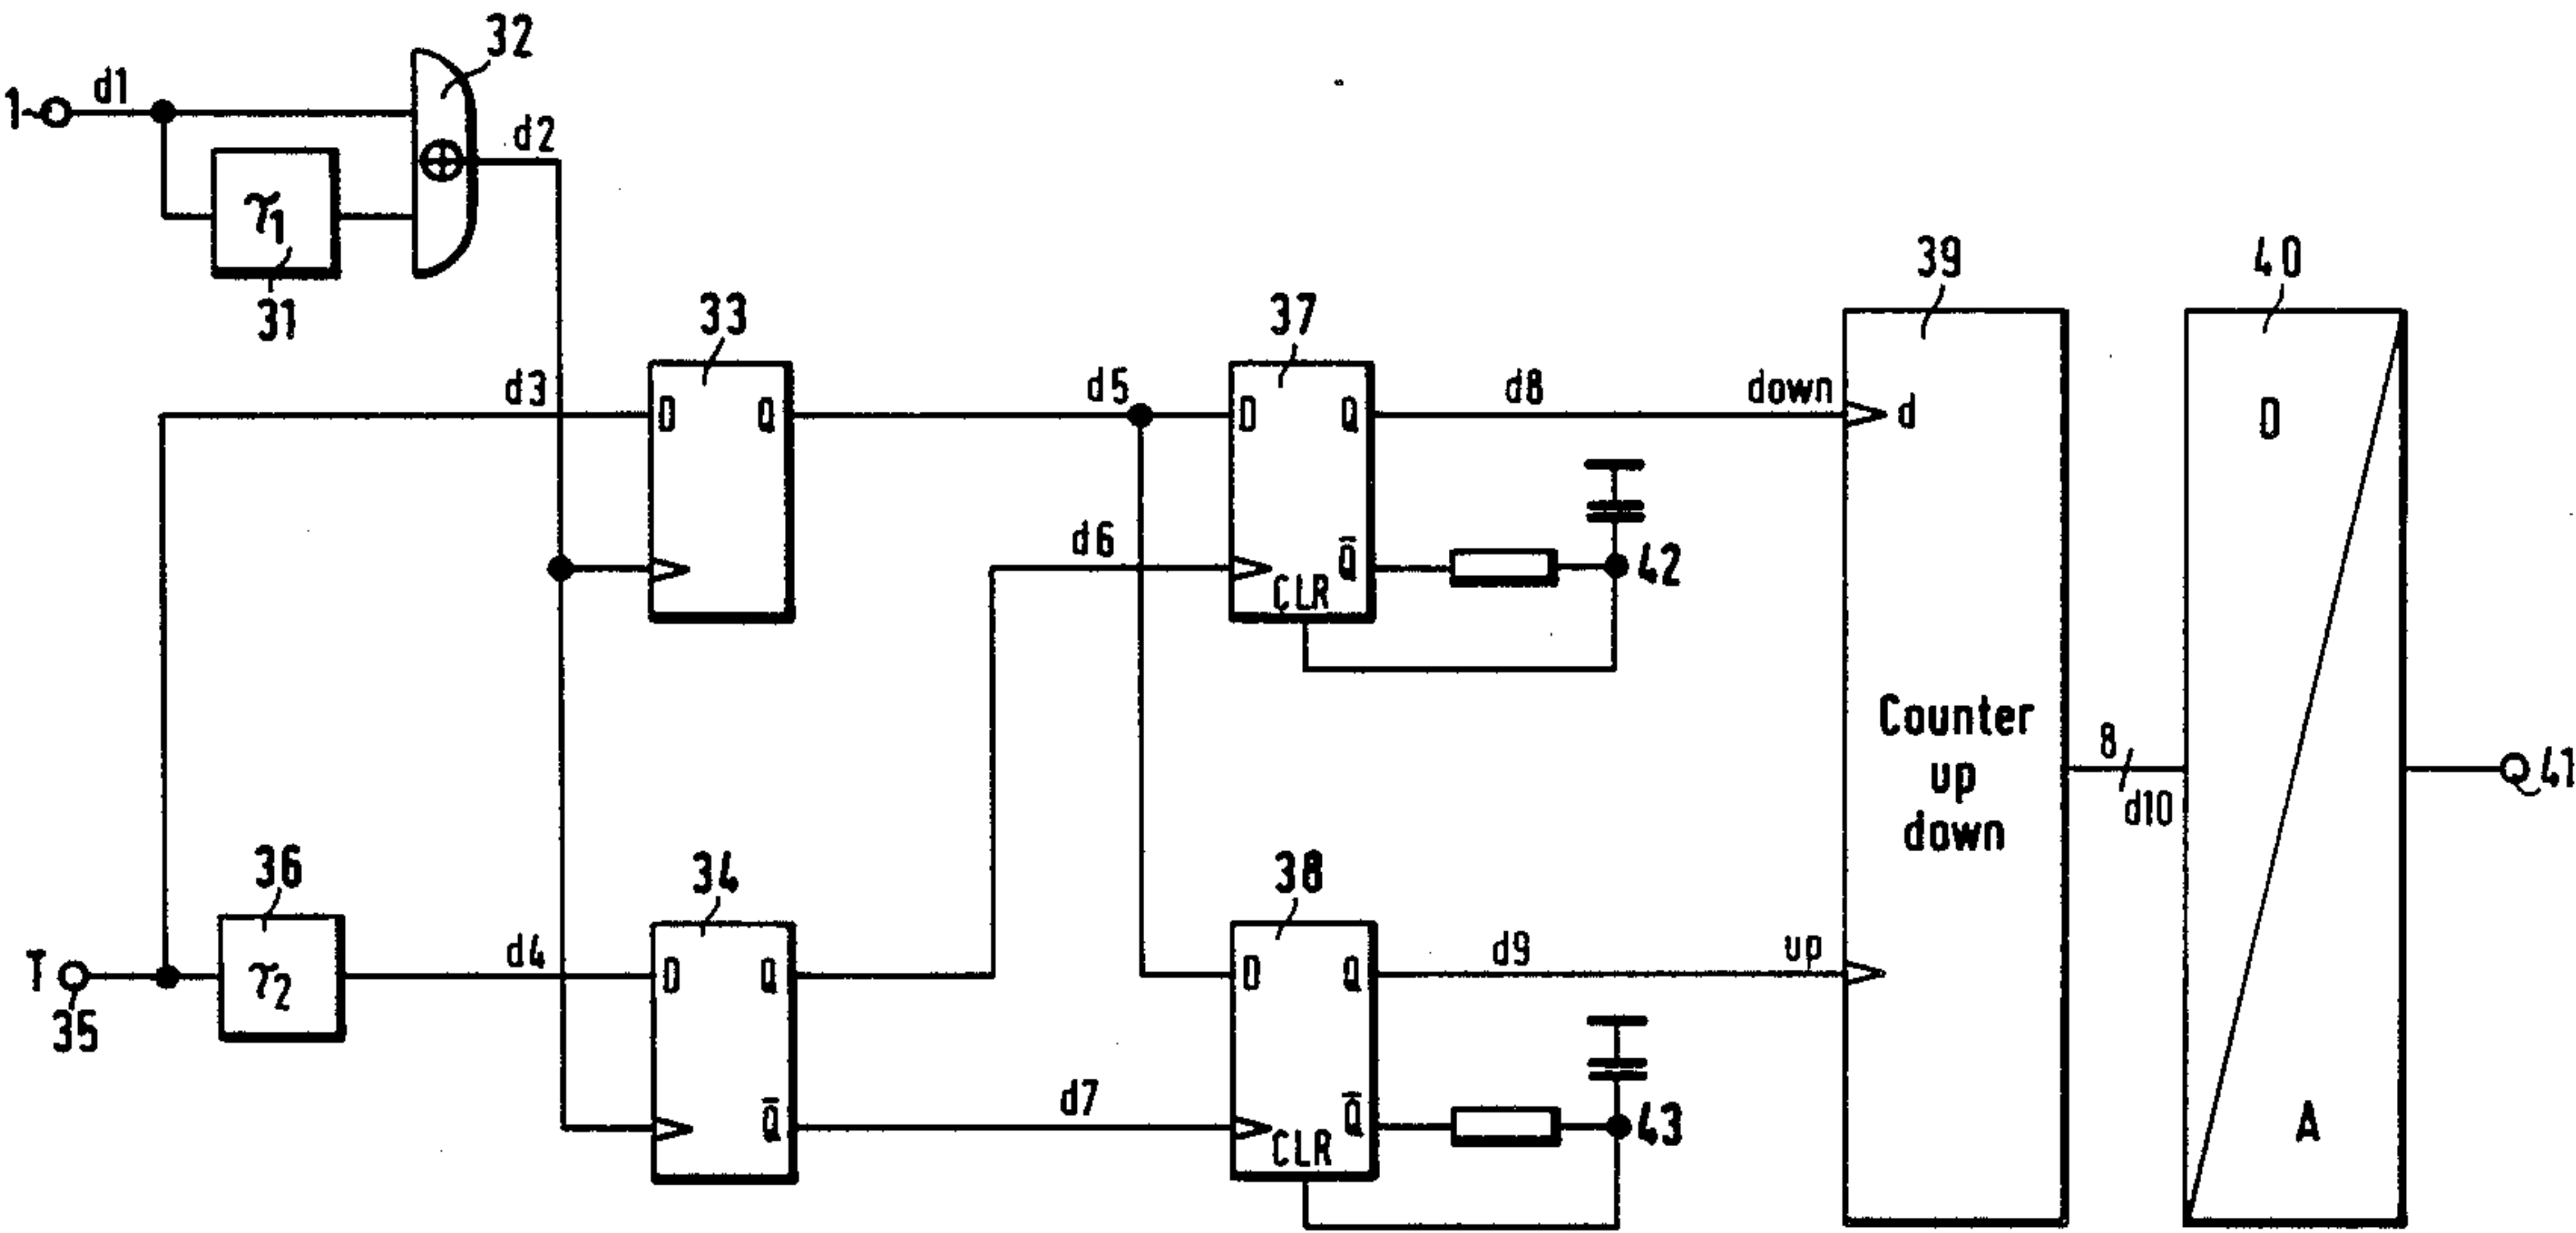 32
1 d1
d2
τ1
31
39
40
33
37
d3
D Q
d5
D Q
d8
down
d
D
d6
Q̄
42
CLR
Counter
up
down
8
d10
41
36
34
38
T
35
τ2
d4
D Q
D Q
d9
up
d7
Q̄
Q̄
43
CLR
A